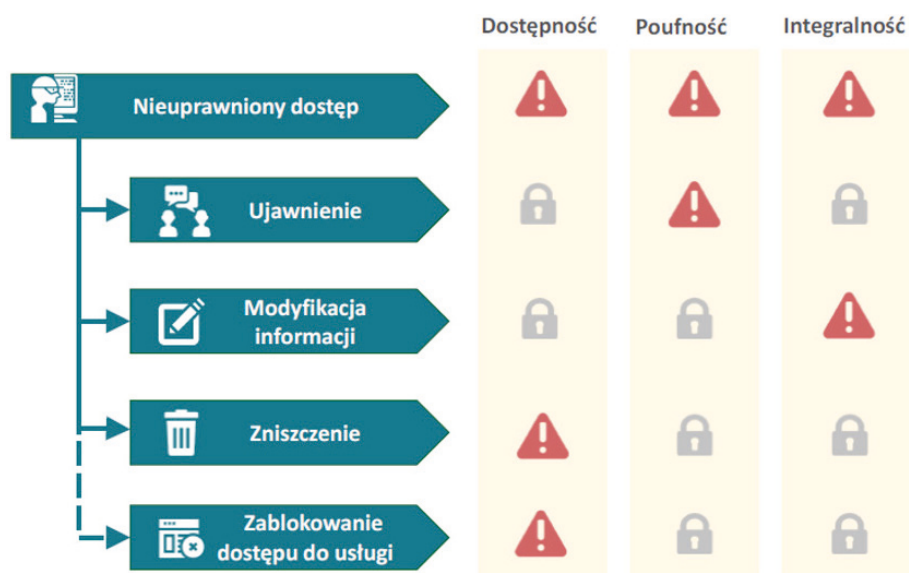 Dostępność Poufność Integralność
Nieuprawniony dostęp
Ujawnienie
Modyfikacja
informacji
Zniszczenie
Zablokowanie
dostępu do usługi